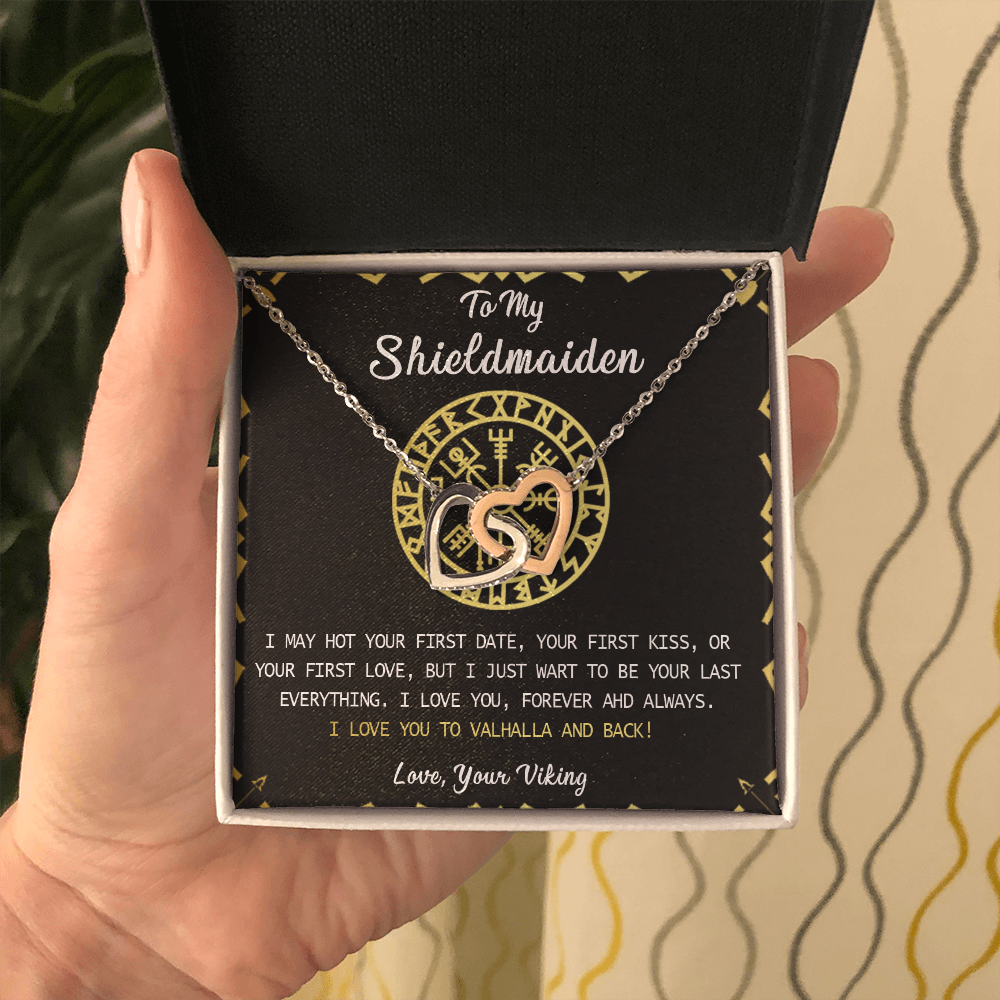 To My
Shieldmaiden
I MAY HOT YOUR FIRST DATE, YOUR FIRST KISS, OR
YOUR FIRST LOVE, BUT I JUST WART TO BE YOUR LAST
EVERYTHING. I LOVE YOU, FOREVER AHD ALWAYS.
I LOVE YOU TO VALHALLA AND BACK!
Love, Your Viking